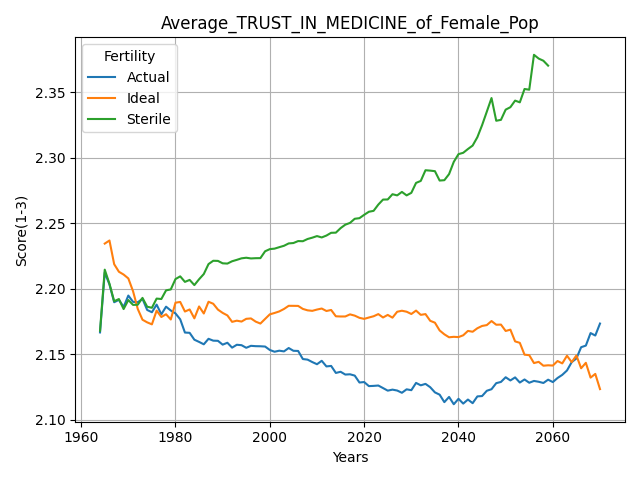 Average_TRUST_IN_MEDICINE_of_Female_Pop
Fertility
Actual
Ideal
Sterile
Score(1-3)
2.35
2.30
2.25
2.20
2.15
2.10
1960 1980 2000 2020 2040 2060
Years